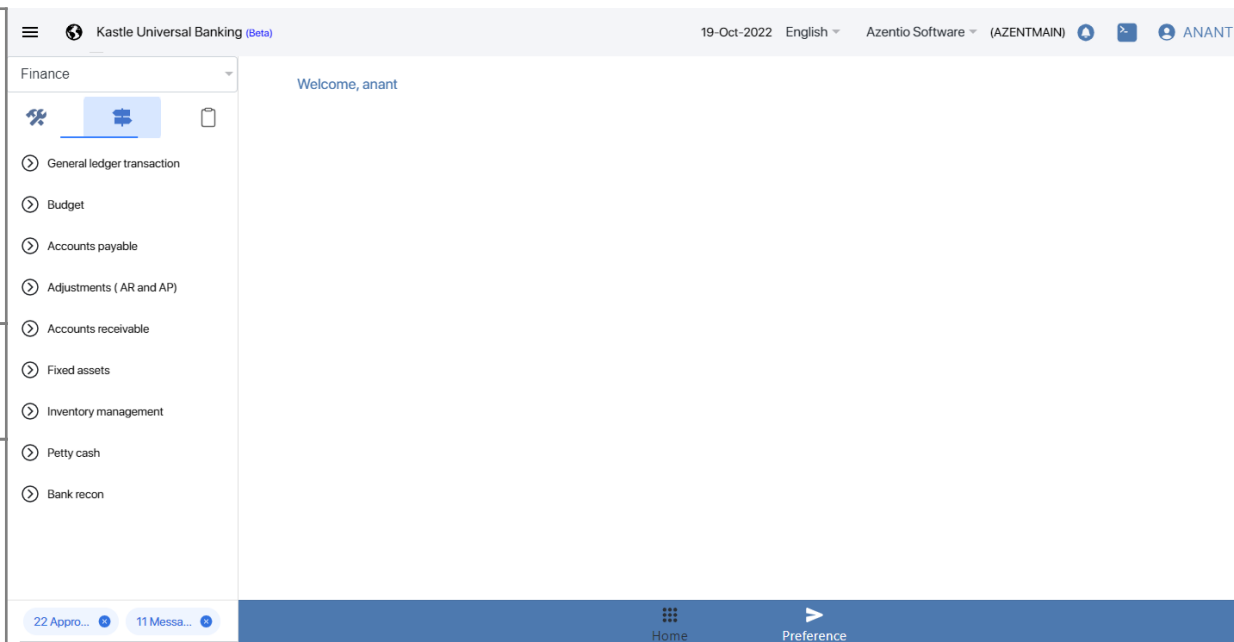 Kastle Universal Banking (Beta)
19-Oct-2022 English Azentio Software (AZENTMAIN) ANANT
Finance
Welcome, anant
General ledger transaction
Budget
Accounts payable
Adjustments ( AR and AP)
Accounts receivable
Fixed assets
Inventory management
Petty cash
Bank recon
22 Appro... 11 Messa...
Home Preference